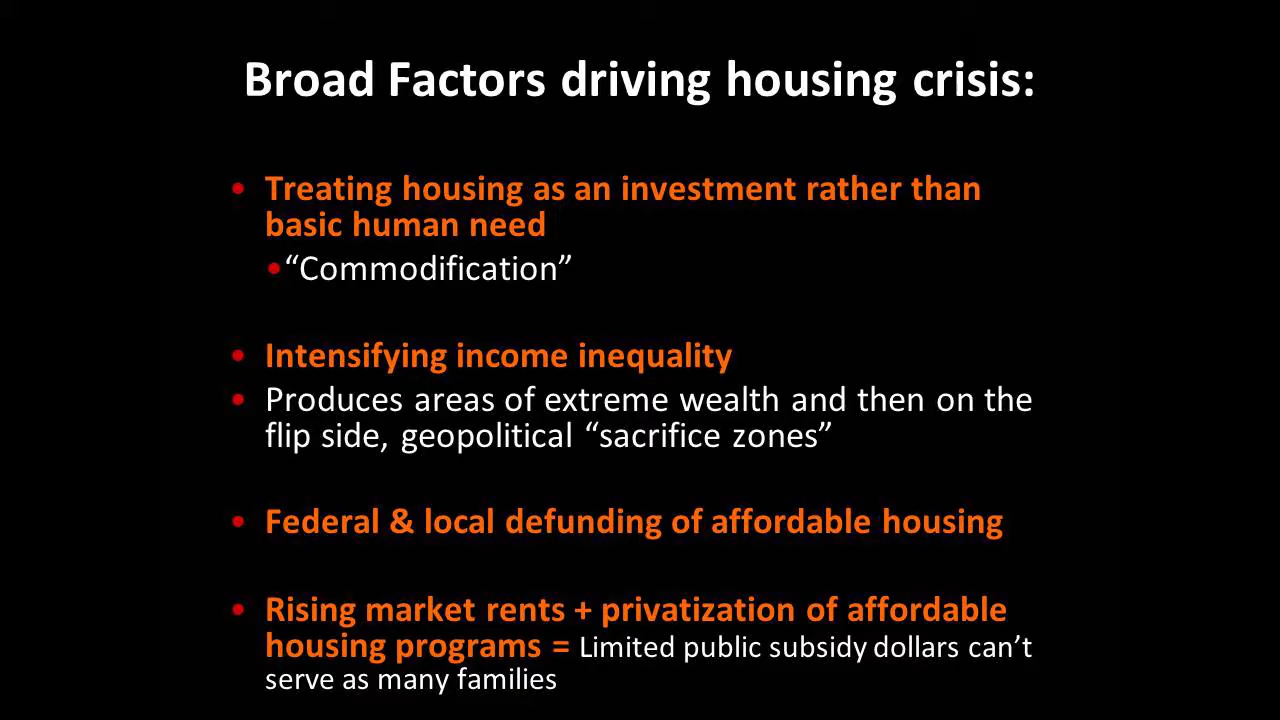 Broad Factors driving housing crisis:
• Treating housing as an investment rather than
basic human need
•“Commodification”
• Intensifying income inequality
• Produces areas of extreme wealth and then on the
flip side, geopolitical “sacrifice zones”
• Federal & local defunding of affordable housing
• Rising market rents + privatization of affordable
housing programs = Limited public subsidy dollars can’t
serve as many families